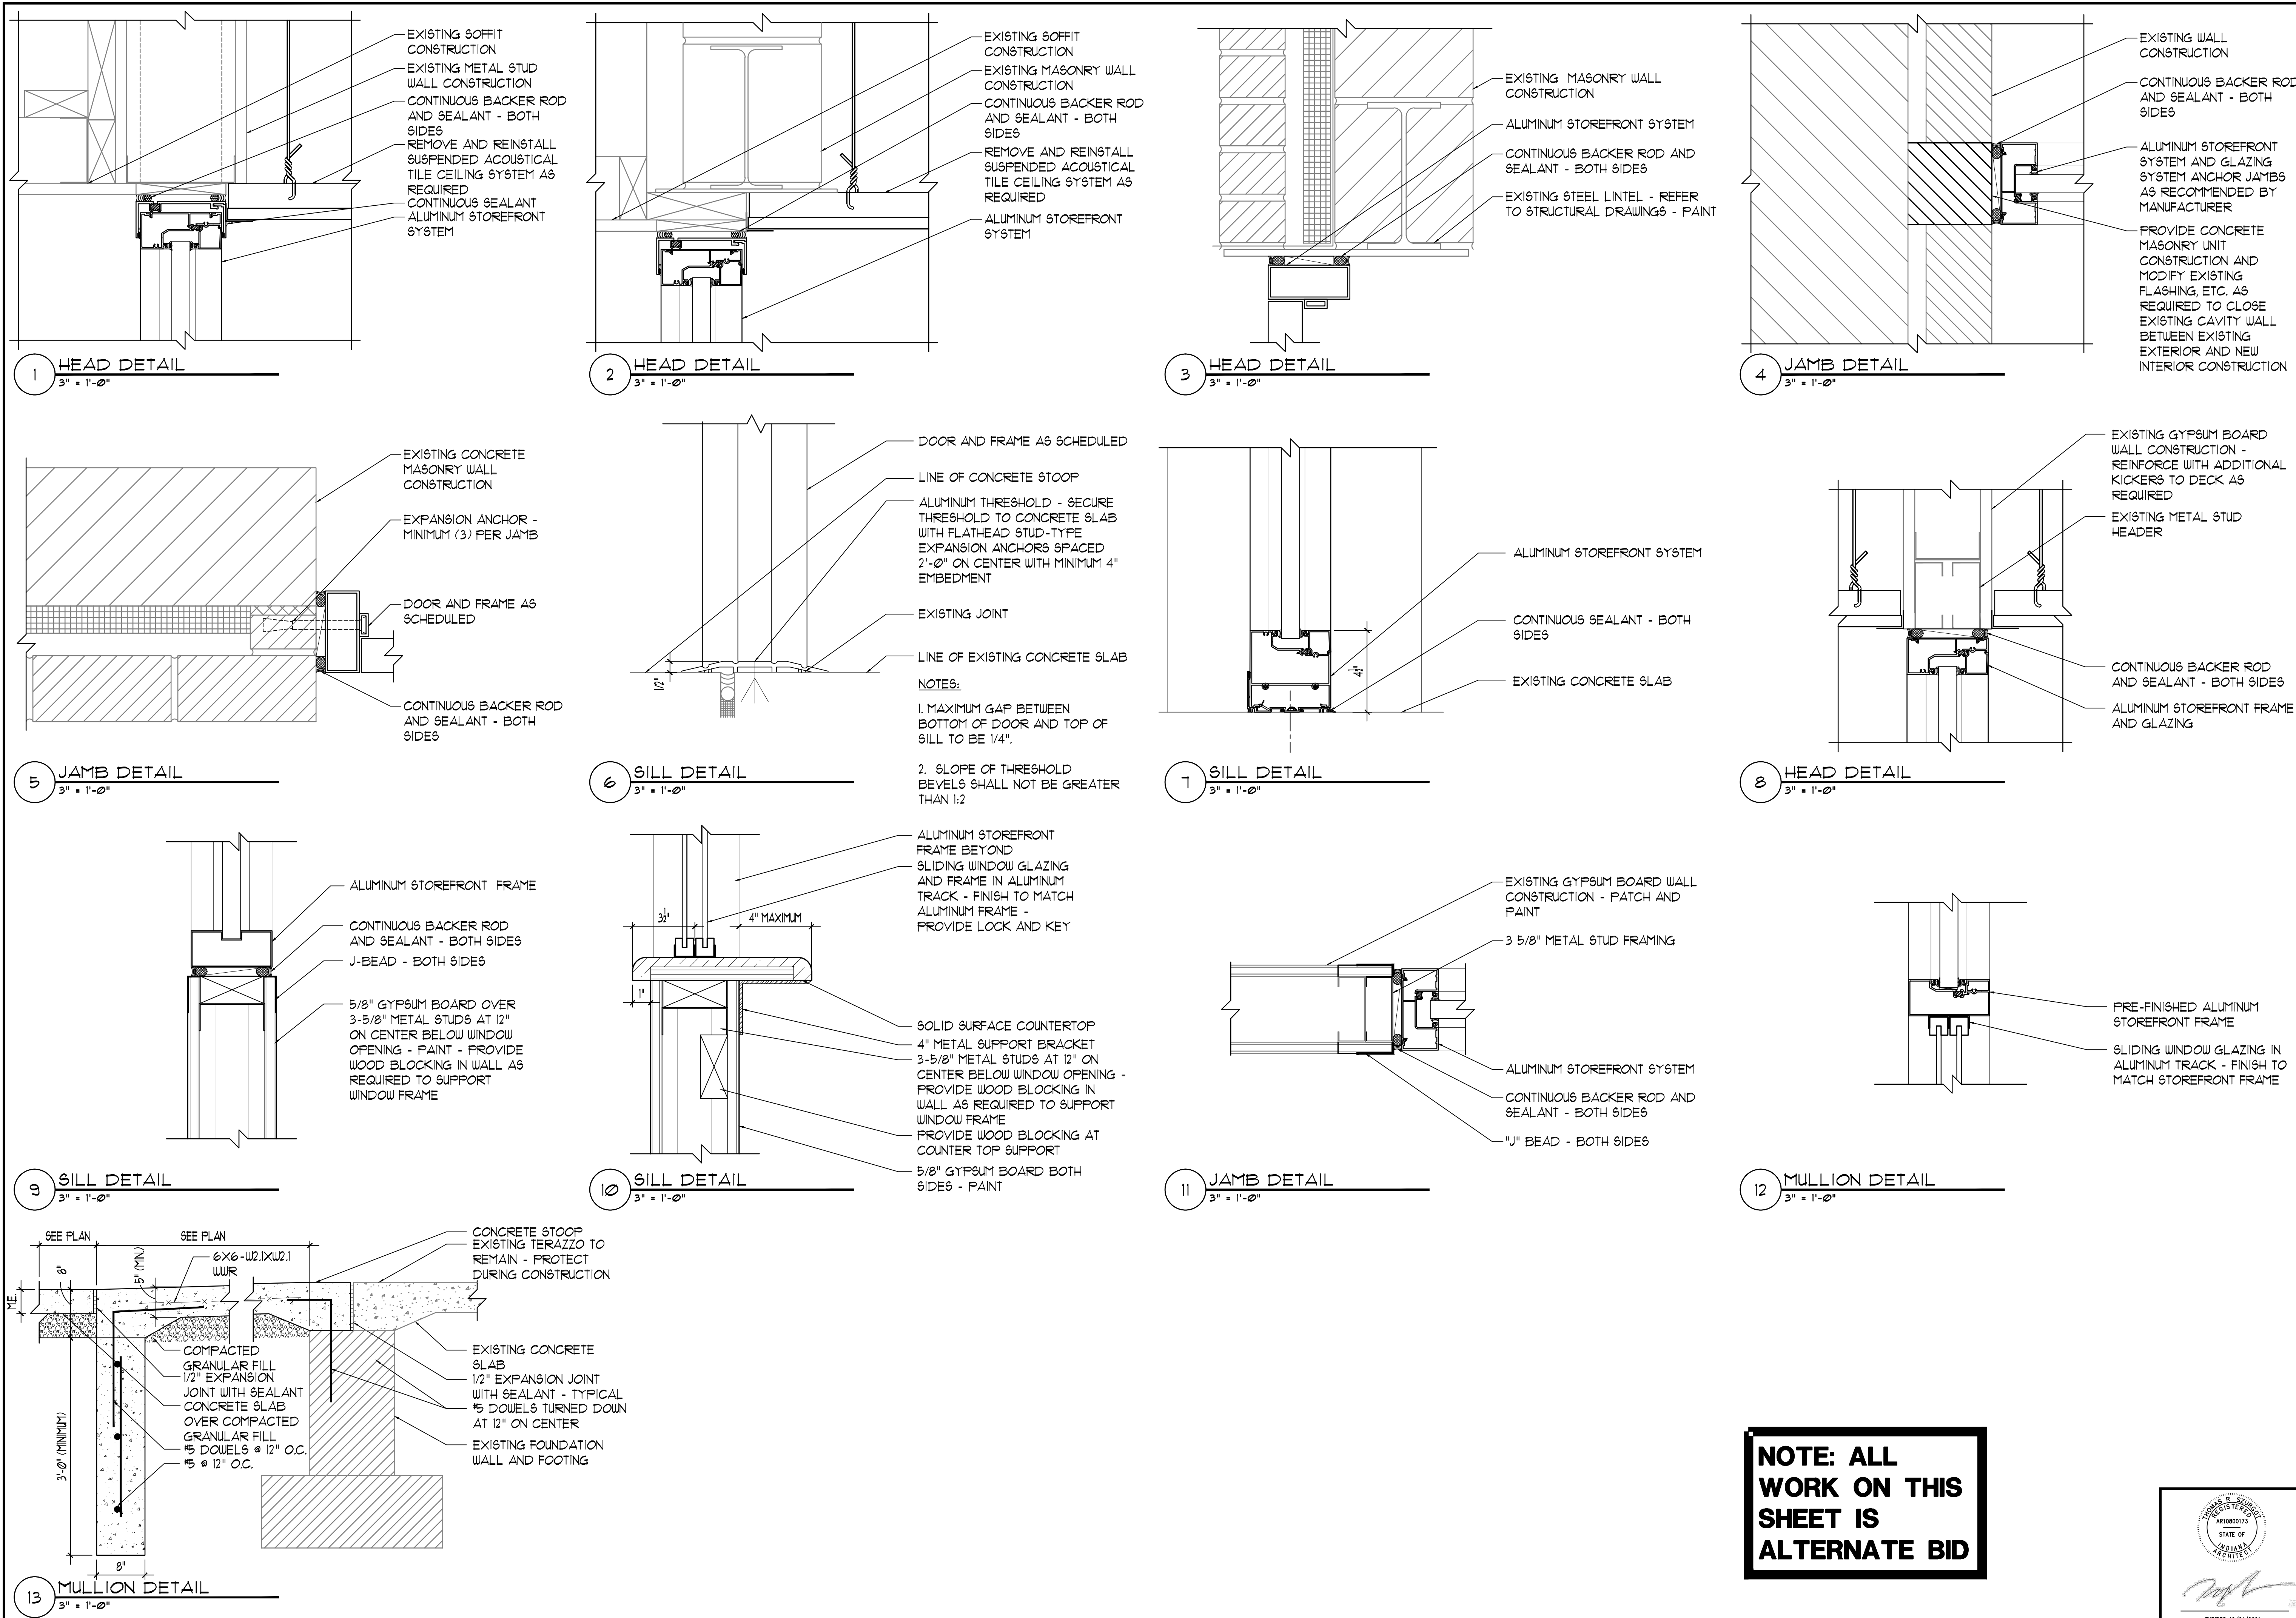 EXISTING SOFFIT
CONSTRUCTION
EXISTING METAL STUD
WALL CONSTRUCTION
CONTINUOUS BACKER ROD
AND SEALANT - BOTH
SIDES
REMOVE AND REINSTALL
SUSPENDED ACOUSTICAL
TILE CEILING SYSTEM AS
REQUIRED
CONTINUOUS SEALANT
ALUMINUM STOREFRONT
SYSTEM
1 HEAD DETAIL
3" = 1'-0"
EXISTING SOFFIT
CONSTRUCTION
EXISTING MASONRY WALL
CONSTRUCTION
CONTINUOUS BACKER ROD
AND SEALANT - BOTH
SIDES
REMOVE AND REINSTALL
SUSPENDED ACOUSTICAL
TILE CEILING SYSTEM AS
REQUIRED
ALUMINUM STOREFRONT
SYSTEM
2 HEAD DETAIL
3" = 1'-0"
EXISTING MASONRY WALL
CONSTRUCTION
ALUMINUM STOREFRONT SYSTEM
CONTINUOUS BACKER ROD AND
SEALANT - BOTH SIDES
EXISTING STEEL LINTEL - REFER
TO STRUCTURAL DRAWINGS - PAINT
3 HEAD DETAIL
3" = 1'-0"
EXISTING WALL
CONSTRUCTION
CONTINUOUS BACKER ROD
AND SEALANT - BOTH
SIDES
ALUMINUM STOREFRONT
SYSTEM AND GLAZING
SYSTEM ANCHOR JAMBS
AS RECOMMENDED BY
MANUFACTURER
PROVIDE CONCRETE
MASONRY UNIT
CONSTRUCTION AND
MODIFY EXISTING
FLASHING, ETC. AS
REQUIRED TO CLOSE
EXISTING CAVITY WALL
BETWEEN EXISTING
EXTERIOR AND NEW
INTERIOR CONSTRUCTION
4 JAMB DETAIL
3" = 1'-0"
EXISTING CONCRETE
MASONRY WALL
CONSTRUCTION
EXPANSION ANCHOR -
MINIMUM (3) PER JAMB
DOOR AND FRAME AS
SCHEDULED
CONTINUOUS BACKER ROD
AND SEALANT - BOTH
SIDES
5 JAMB DETAIL
3" = 1'-0"
DOOR AND FRAME AS SCHEDULED
LINE OF CONCRETE STOOP
ALUMINUM THRESHOLD - SECURE
THRESHOLD TO CONCRETE SLAB
WITH FLATHEAD STUD-TYPE
EXPANSION ANCHORS SPACED
2'-0" ON CENTER WITH MINIMUM 4"
EMBEDMENT
EXISTING JOINT
LINE OF EXISTING CONCRETE SLAB
1/2"
NOTES:
1. MAXIMUM GAP BETWEEN
BOTTOM OF DOOR AND TOP OF
SILL TO BE 1/4".
2. SLOPE OF THRESHOLD
BEVELS SHALL NOT BE GREATER
THAN 1:2
6 SILL DETAIL
3" = 1'-0"
ALUMINUM STOREFRONT SYSTEM
CONTINUOUS SEALANT - BOTH
SIDES
4½"
EXISTING CONCRETE SLAB
7 SILL DETAIL
3" = 1'-0"
EXISTING GYPSUM BOARD
WALL CONSTRUCTION -
REINFORCE WITH ADDITIONAL
KICKERS TO DECK AS
REQUIRED
EXISTING METAL STUD
HEADER
CONTINUOUS BACKER ROD
AND SEALANT - BOTH SIDES
ALUMINUM STOREFRONT FRAME
AND GLAZING
8 HEAD DETAIL
3" = 1'-0"
ALUMINUM STOREFRONT FRAME
CONTINUOUS BACKER ROD
AND SEALANT - BOTH SIDES
J-BEAD - BOTH SIDES
5/8" GYPSUM BOARD OVER
3-5/8" METAL STUDS AT 12"
ON CENTER BELOW WINDOW
OPENING - PAINT - PROVIDE
WOOD BLOCKING IN WALL AS
REQUIRED TO SUPPORT
WINDOW FRAME
9 SILL DETAIL
3" = 1'-0"
ALUMINUM STOREFRONT
FRAME BEYOND
SLIDING WINDOW GLAZING
AND FRAME IN ALUMINUM
TRACK - FINISH TO MATCH
ALUMINUM FRAME -
PROVIDE LOCK AND KEY
3½" 4" MAXIMUM
1"
SOLID SURFACE COUNTERTOP
4" METAL SUPPORT BRACKET
3-5/8" METAL STUDS AT 12" ON
CENTER BELOW WINDOW OPENING -
PROVIDE WOOD BLOCKING IN
WALL AS REQUIRED TO SUPPORT
WINDOW FRAME
PROVIDE WOOD BLOCKING AT
COUNTER TOP SUPPORT
5/8" GYPSUM BOARD BOTH
SIDES - PAINT
10 SILL DETAIL
3" = 1'-0"
EXISTING GYPSUM BOARD WALL
CONSTRUCTION - PATCH AND
PAINT
3 5/8" METAL STUD FRAMING
ALUMINUM STOREFRONT SYSTEM
CONTINUOUS BACKER ROD AND
SEALANT - BOTH SIDES
"J" BEAD - BOTH SIDES
11 JAMB DETAIL
3" = 1'-0"
PRE-FINISHED ALUMINUM
STOREFRONT FRAME
SLIDING WINDOW GLAZING IN
ALUMINUM TRACK - FINISH TO
MATCH STOREFRONT FRAME
12 MULLION DETAIL
3" = 1'-0"
SEE PLAN SEE PLAN
M.E.
8"
5" (MIN.)
6X6-W2.1XW2.1
WWR
CONCRETE STOOP
EXISTING TERAZZO TO
REMAIN - PROTECT
DURING CONSTRUCTION
COMPACTED
GRANULAR FILL
1/2" EXPANSION
JOINT WITH SEALANT
CONCRETE SLAB
OVER COMPACTED
GRANULAR FILL
#5 DOWELS @ 12" O.C.
#5 @ 12" O.C.
EXISTING CONCRETE
SLAB
1/2" EXPANSION JOINT
WITH SEALANT - TYPICAL
#5 DOWELS TURNED DOWN
AT 12" ON CENTER
EXISTING FOUNDATION
WALL AND FOOTING
3'-0" (MINIMUM)
8"
13 MULLION DETAIL
3" = 1'-0"
NOTE: ALL
WORK ON THIS
SHEET IS
ALTERNATE BID
THOMAS R. SZURGOT
REGISTERED
AR10800173
STATE OF
INDIANA
ARCHITECT